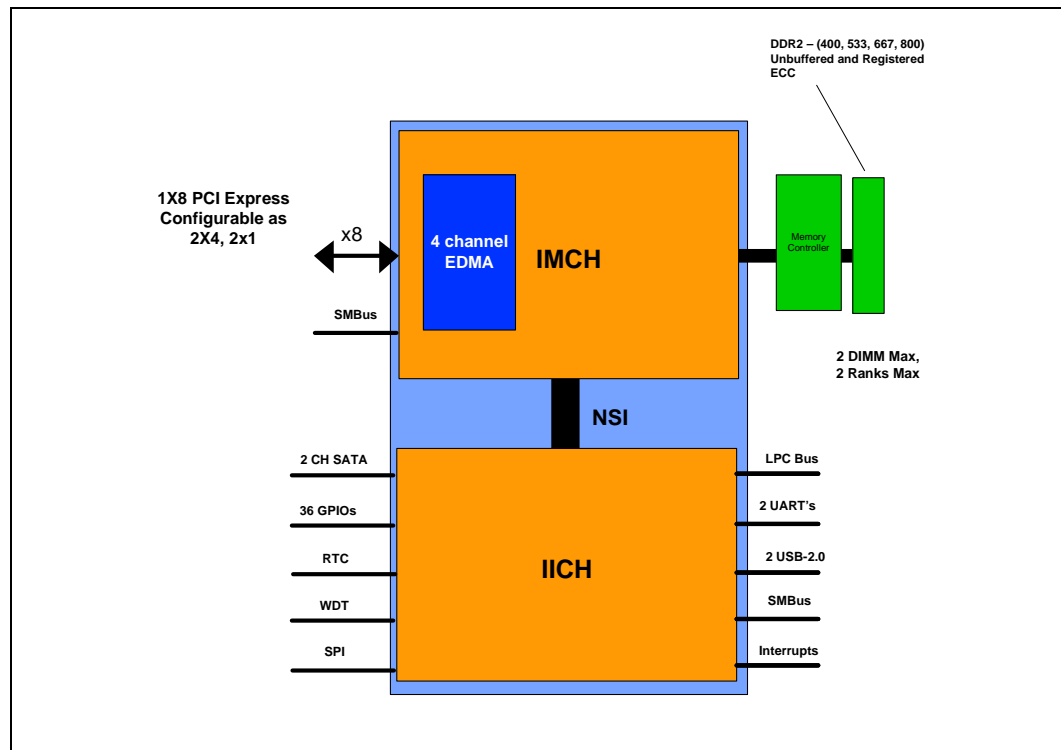 DDR2 – (400, 533, 667, 800)
Unbuffered and Registered
ECC
1X8 PCI Express
Configurable as
2X4, 2x1
x8
4 channel
EDMA
IMCH
Memory
Controller
SMBus
2 DIMM Max,
2 Ranks Max
NSI
2 CH SATA
36 GPIOs
RTC
WDT
SPI
IICH
LPC Bus
2 UART's
2 USB-2.0
SMBus
Interrupts